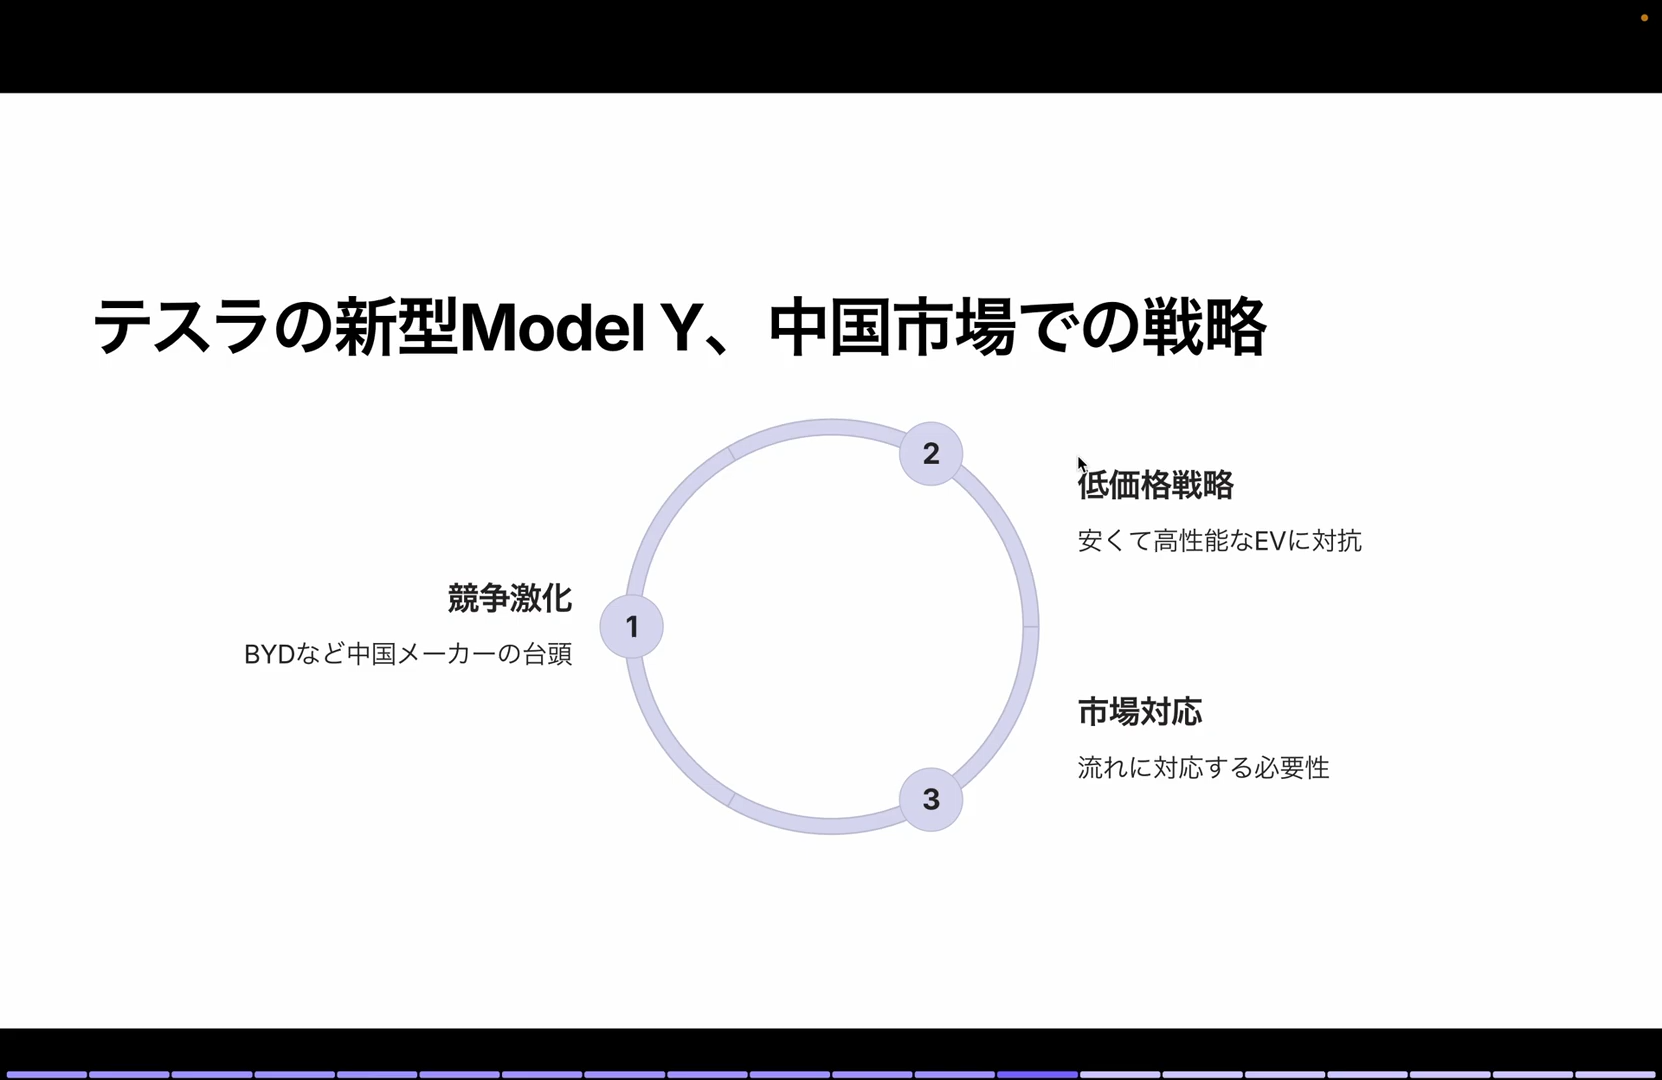 テスラの新型Model Y、中国市場での戦略
1
競争激化
BYDなど中国メーカーの台頭
2
低価格戦略
安くて高性能なEVに対抗
3
市場対応
流れに対応する必要性